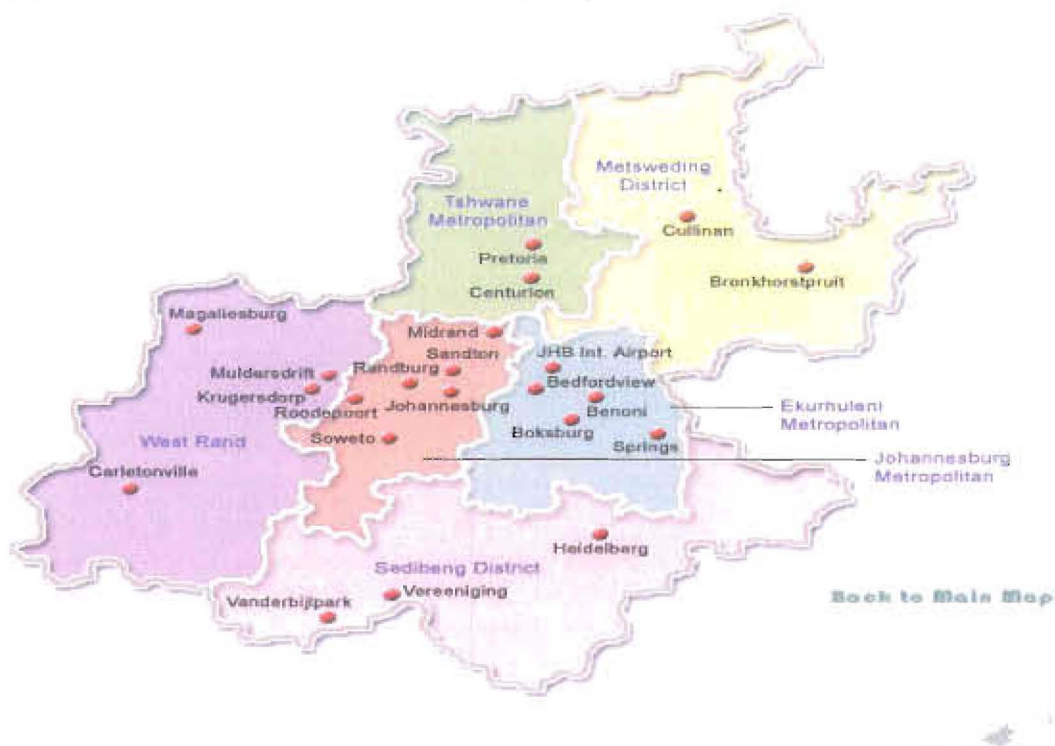 Metsweding
District
Tshwane
Metropolitan
Cullinan
Pretoria
Bronkhorstpruit
Centurion
Magaliesburg
Midrand
Sandton
JHB Int. Airport
Randburg
Muldersdrift
Bedfordview
Krugersdorp
Roodepoort
Johannesburg
Benoni
Ekurhuleni
Metropolitan
Boksburg
Soweto
West Rand
Springs
Johannesburg
Metropolitan
Carletonville
Heidelberg
Sedibeng District
Vereeniging
Vanderbijlpark
Back to Main Map